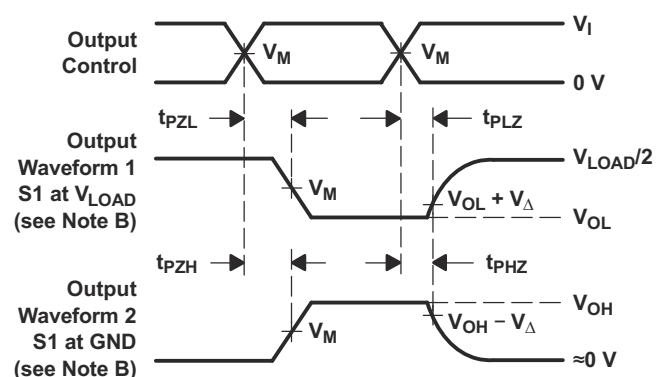 Output
Control
V_I
V_M
V_M
0 V
t_PZL
t_PLZ
Output
Waveform 1
S1 at V_LOAD
(see Note B)
V_LOAD/2
V_M
V_OL + V_Δ
V_OL
t_PZH
t_PHZ
Output
Waveform 2
S1 at GND
(see Note B)
V_OH
V_M
V_OH − V_Δ
≈0 V